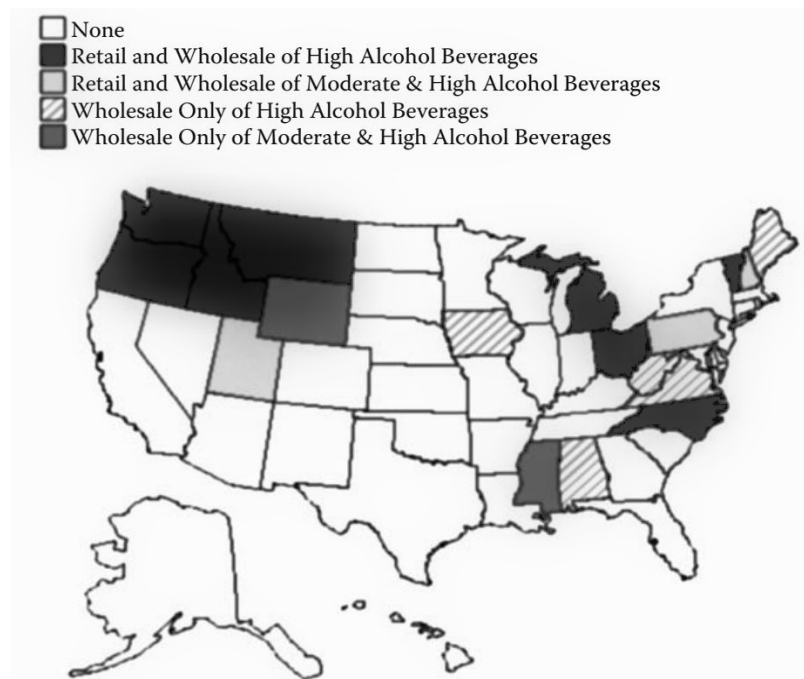 None
Retail and Wholesale of High Alcohol Beverages
Retail and Wholesale of Moderate & High Alcohol Beverages
Wholesale Only of High Alcohol Beverages
Wholesale Only of Moderate & High Alcohol Beverages